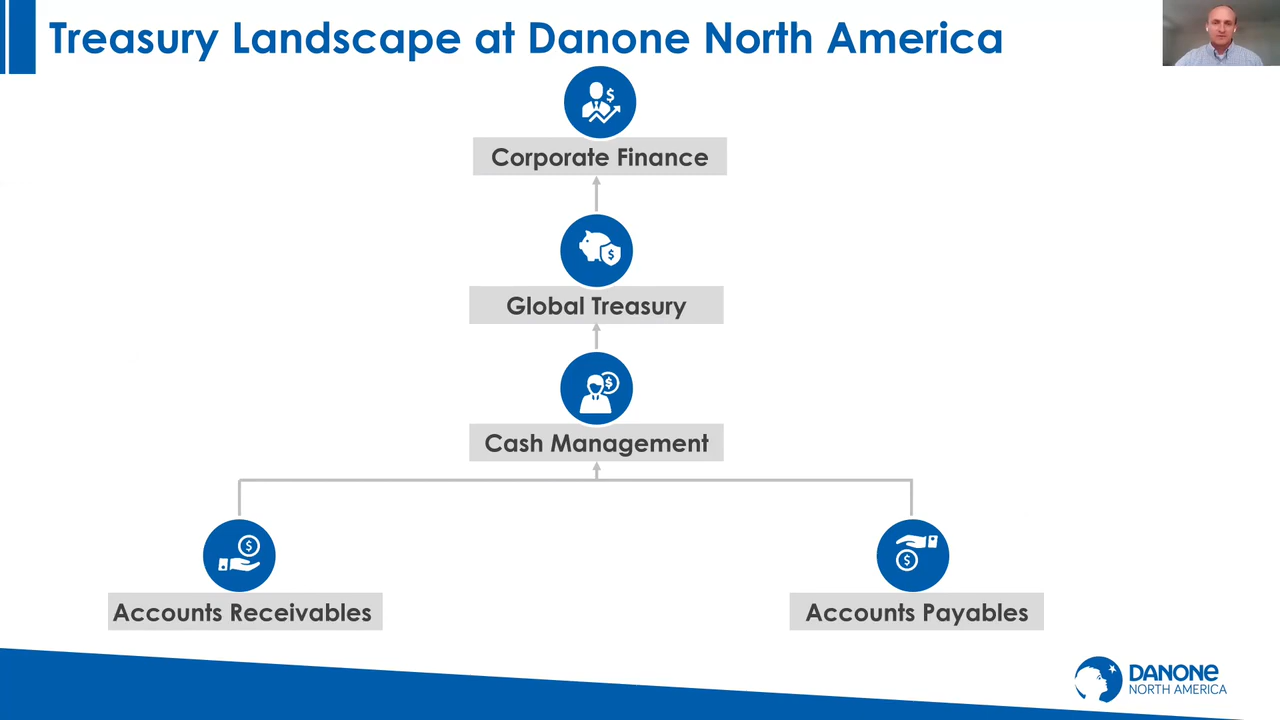 Treasury Landscape at Danone North America
Corporate Finance
Global Treasury
Cash Management
Accounts Receivables
Accounts Payables
DANONE
NORTH AMERICA